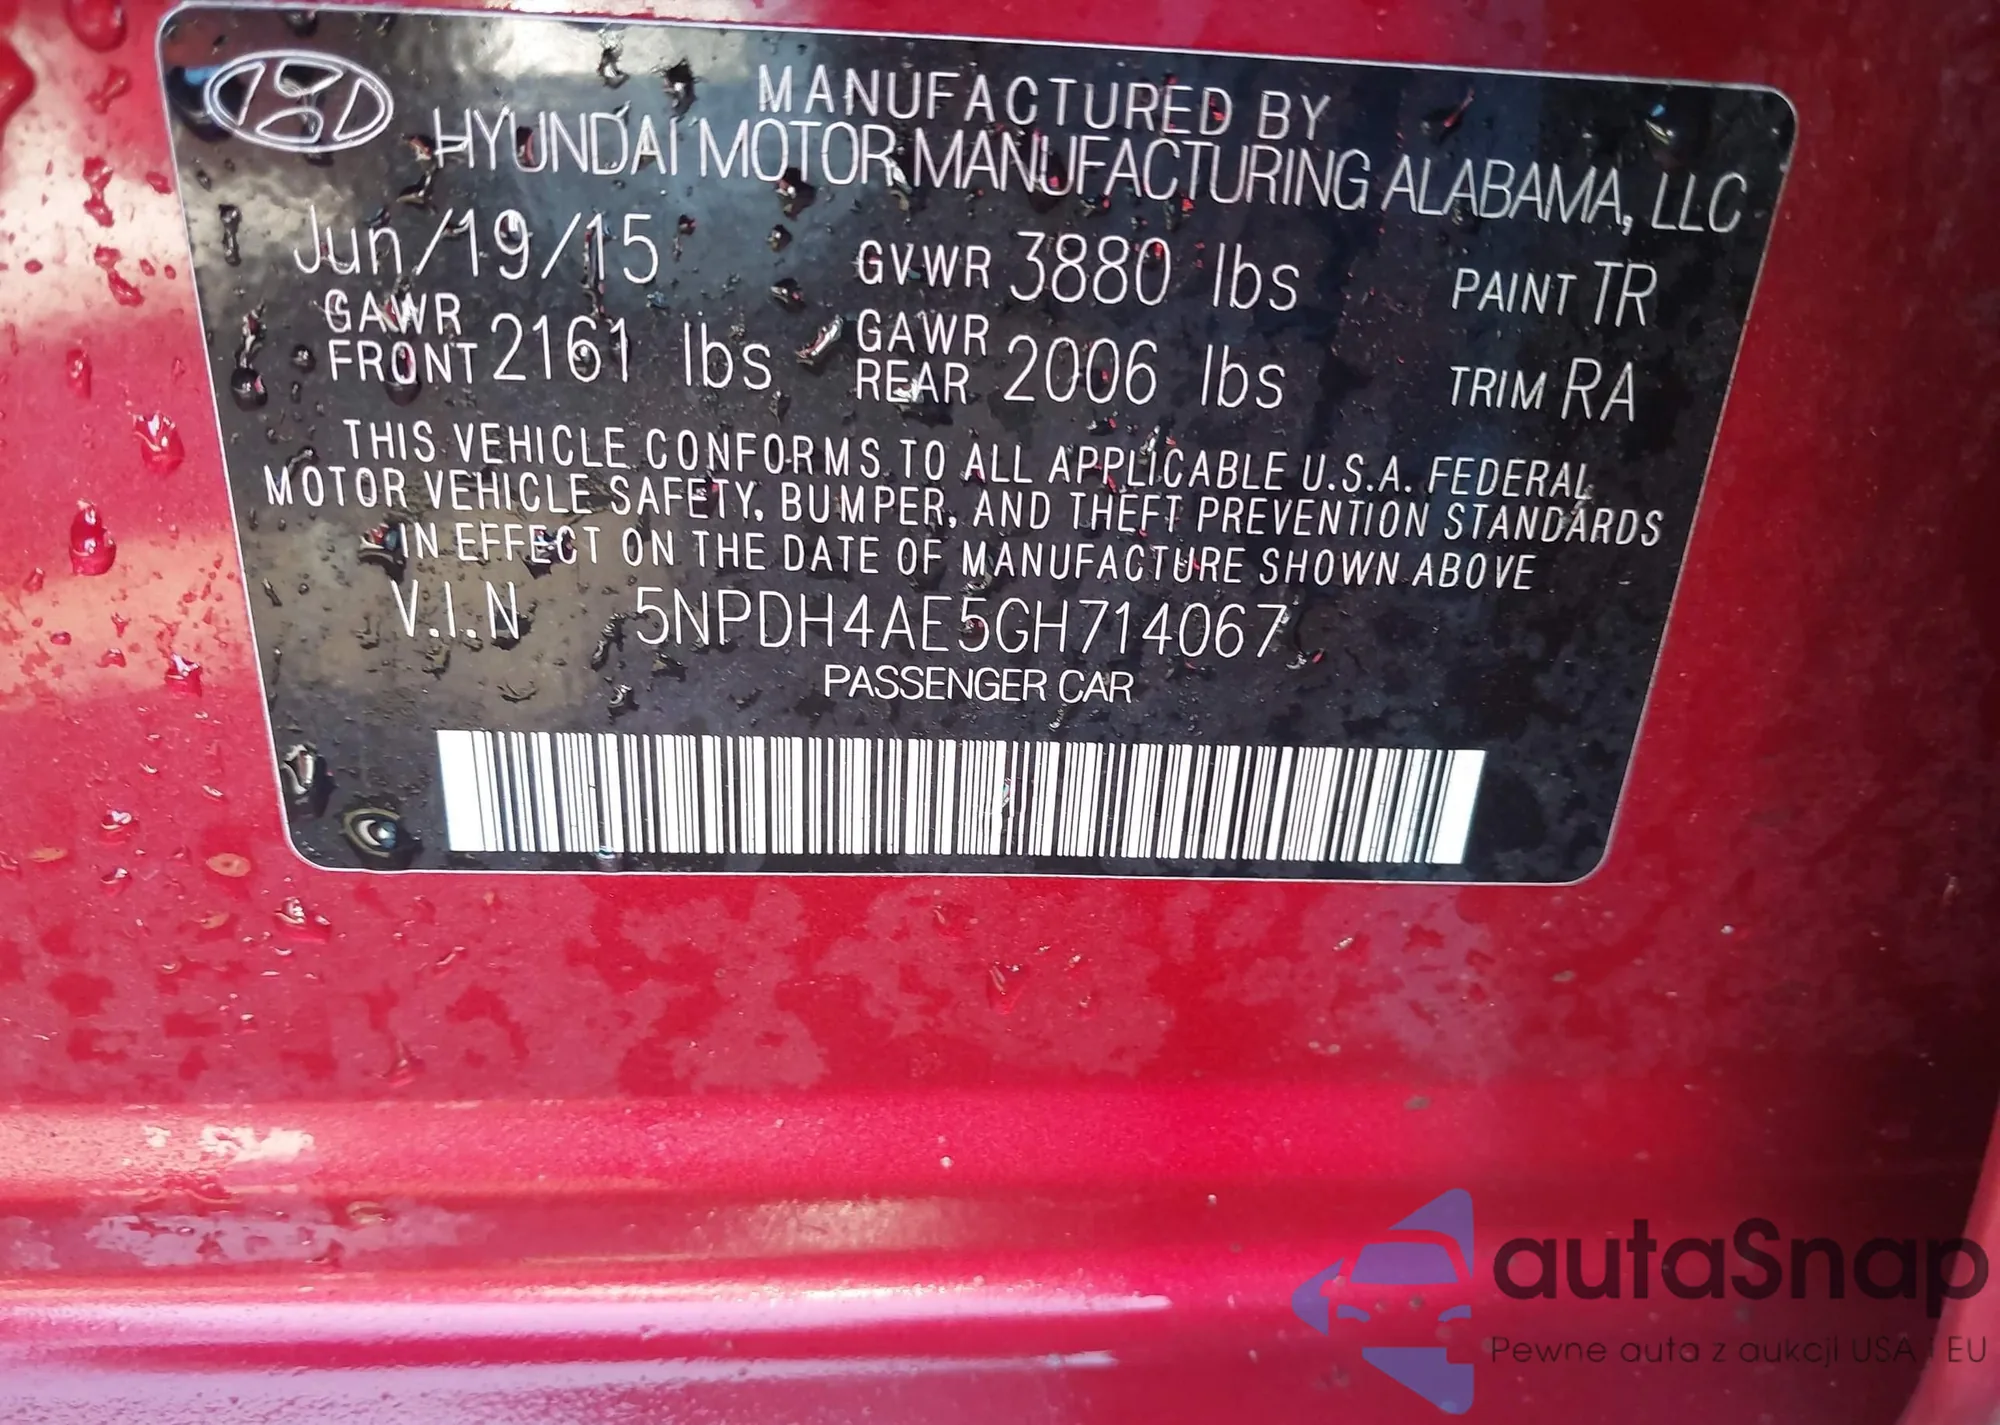 MANUFACTURED BY
HYUNDAI MOTOR MANUFACTURING ALABAMA, LLC
Jun/19/15 GVWR 3880 lbs PAINT TR
GAWR FRONT 2161 lbs GAWR REAR 2006 lbs TRIM RA
THIS VEHICLE CONFORMS TO ALL APPLICABLE U.S.A. FEDERAL
MOTOR VEHICLE SAFETY, BUMPER, AND THEFT PREVENTION STANDARDS
IN EFFECT ON THE DATE OF MANUFACTURE SHOWN ABOVE
V.I.N 5NPDH4AE5GH714067
PASSENGER CAR
autaSnap
Pewne auta z aukcji USA i EU